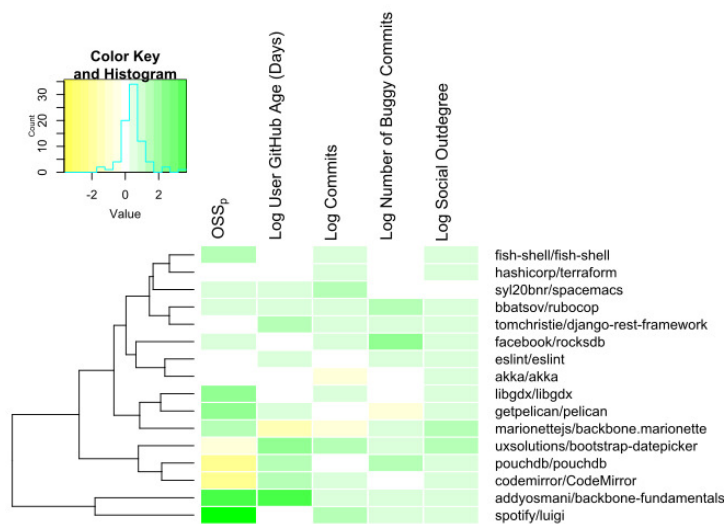 Color Key
and Histogram
Count
0 10 20 30
-2 0 2
Value
OSSp
Log User GitHub Age (Days)
Log Commits
Log Number of Buggy Commits
Log Social Outdegree
fish-shell/fish-shell
hashicorp/terraform
syl20bnr/spacemacs
bbatsov/rubocop
tomchristie/django-rest-framework
facebook/rocksdb
eslint/eslint
akka/akka
libgdx/libgdx
getpelican/pelican
marionettejs/backbone.marionette
uxsolutions/bootstrap-datepicker
pouchdb/pouchdb
codemirror/CodeMirror
addyosmani/backbone-fundamentals
spotify/luigi